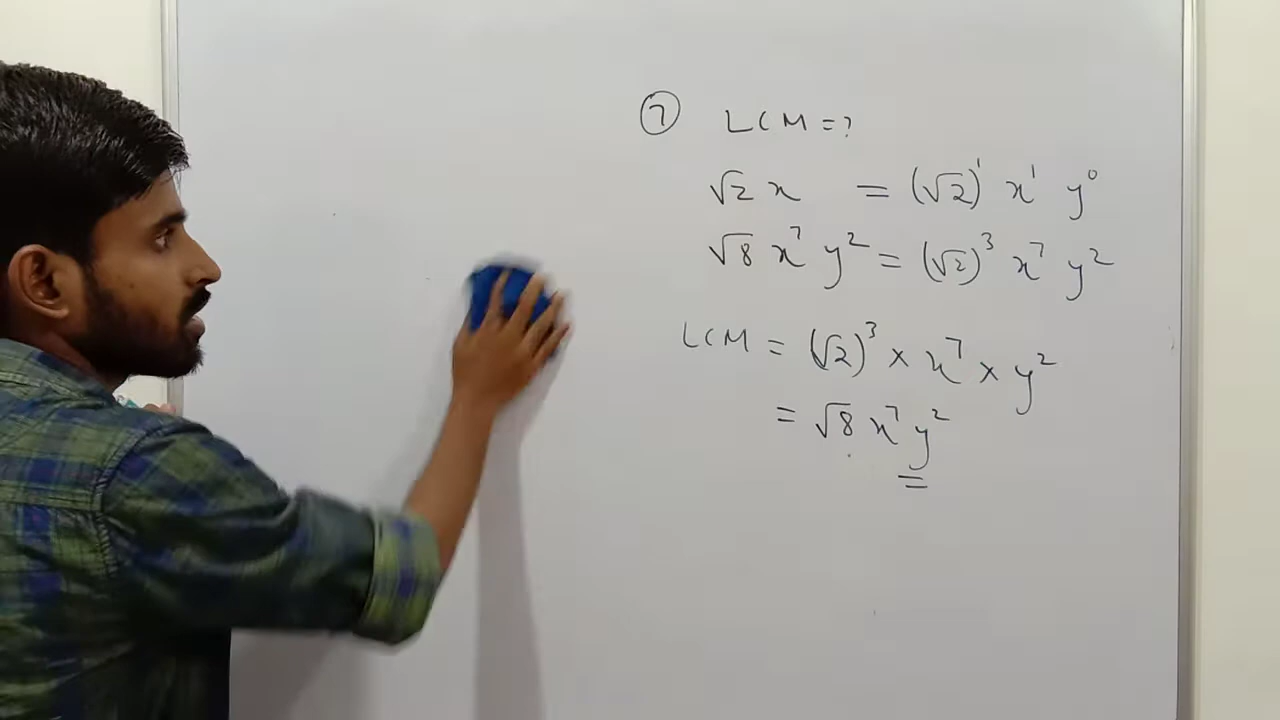 ⑦ LCM = ?
√2 x = (√2)¹ x¹ y⁰
√8 x⁷ y² = (√2)³ x⁷ y²
LCM = (√2)³ × x⁷ × y²
= √8 x⁷ y²